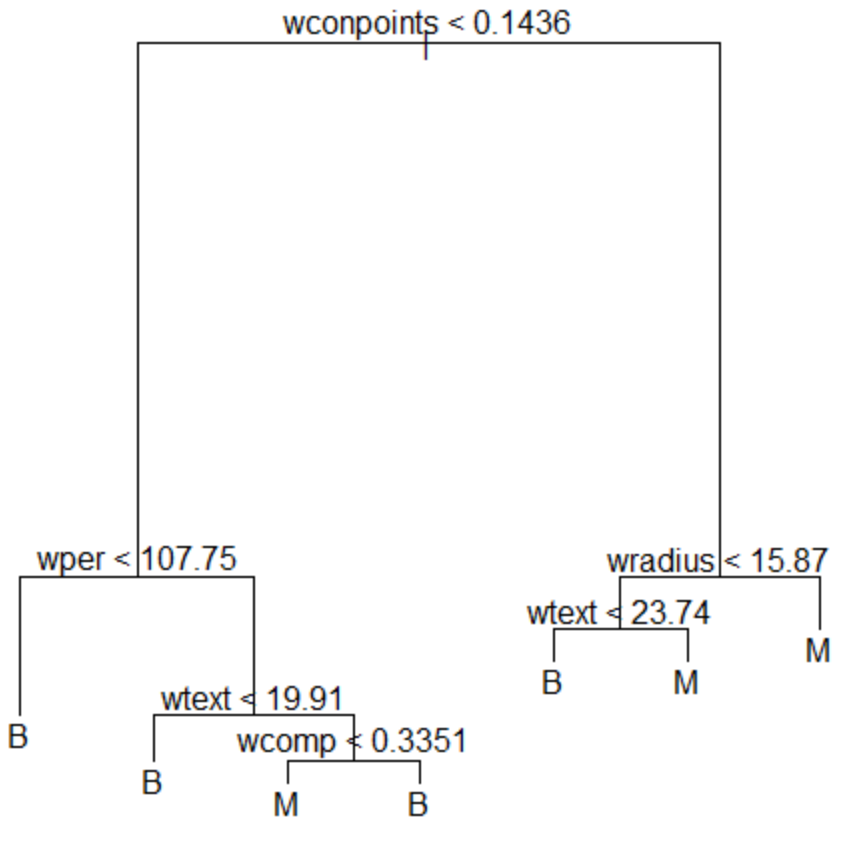 wconpoints < 0.1436
wper < 107.75
wradius < 15.87
wtext < 23.74
M
B
M
wtext < 19.91
B
wcomp < 0.3351
B
M
B